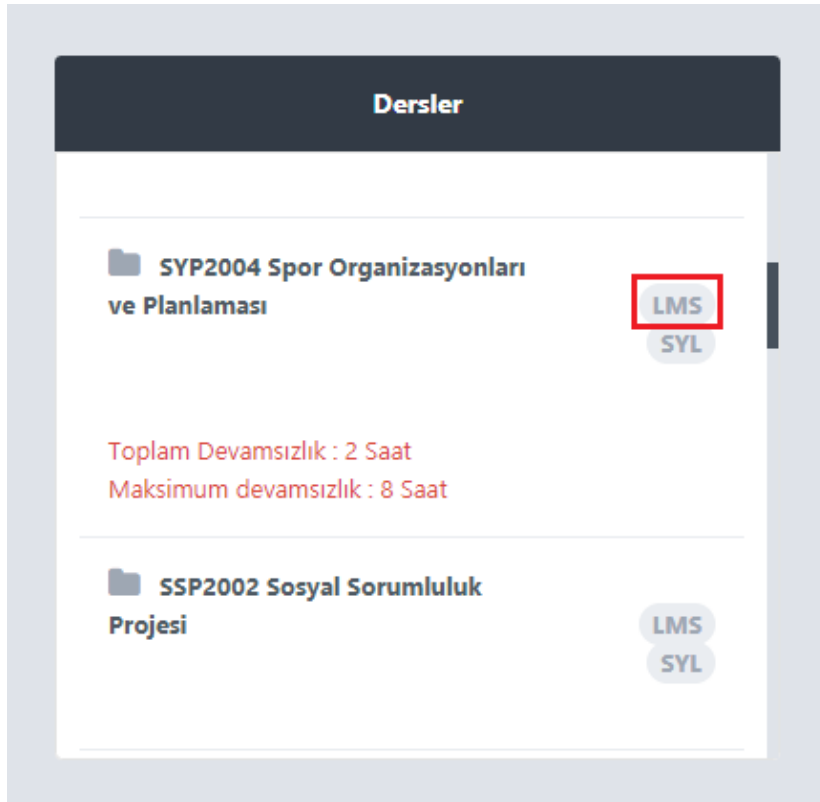 Dersler
SYP2004 Spor Organizasyonları
ve Planlaması
LMS
SYL
Toplam Devamsızlık : 2 Saat
Maksimum devamsızlık : 8 Saat
SSP2002 Sosyal Sorumluluk
Projesi
LMS
SYL